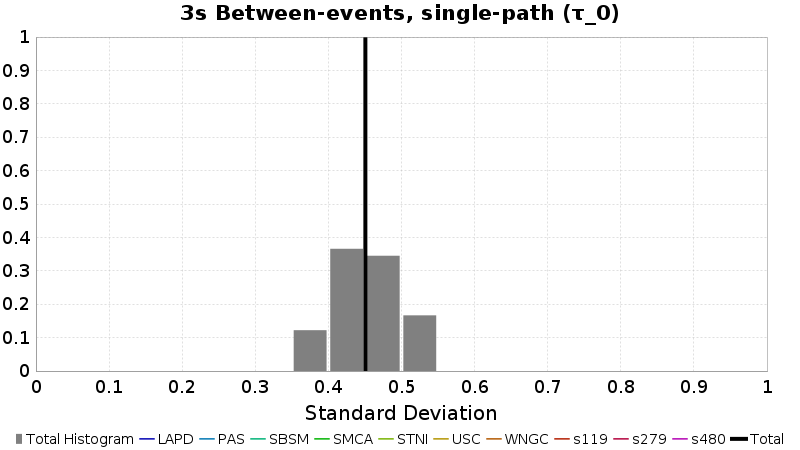 3s Between-events, single-path (τ_0)
1
0.9
0.8
0.7
0.6
0.5
0.4
0.3
0.2
0.1
0
0 0.1 0.2 0.3 0.4 0.5 0.6 0.7 0.8 0.9 1
Standard Deviation
Total Histogram LAPD PAS SBSM SMCA STNI USC WNGC s119 s279 s480 Total